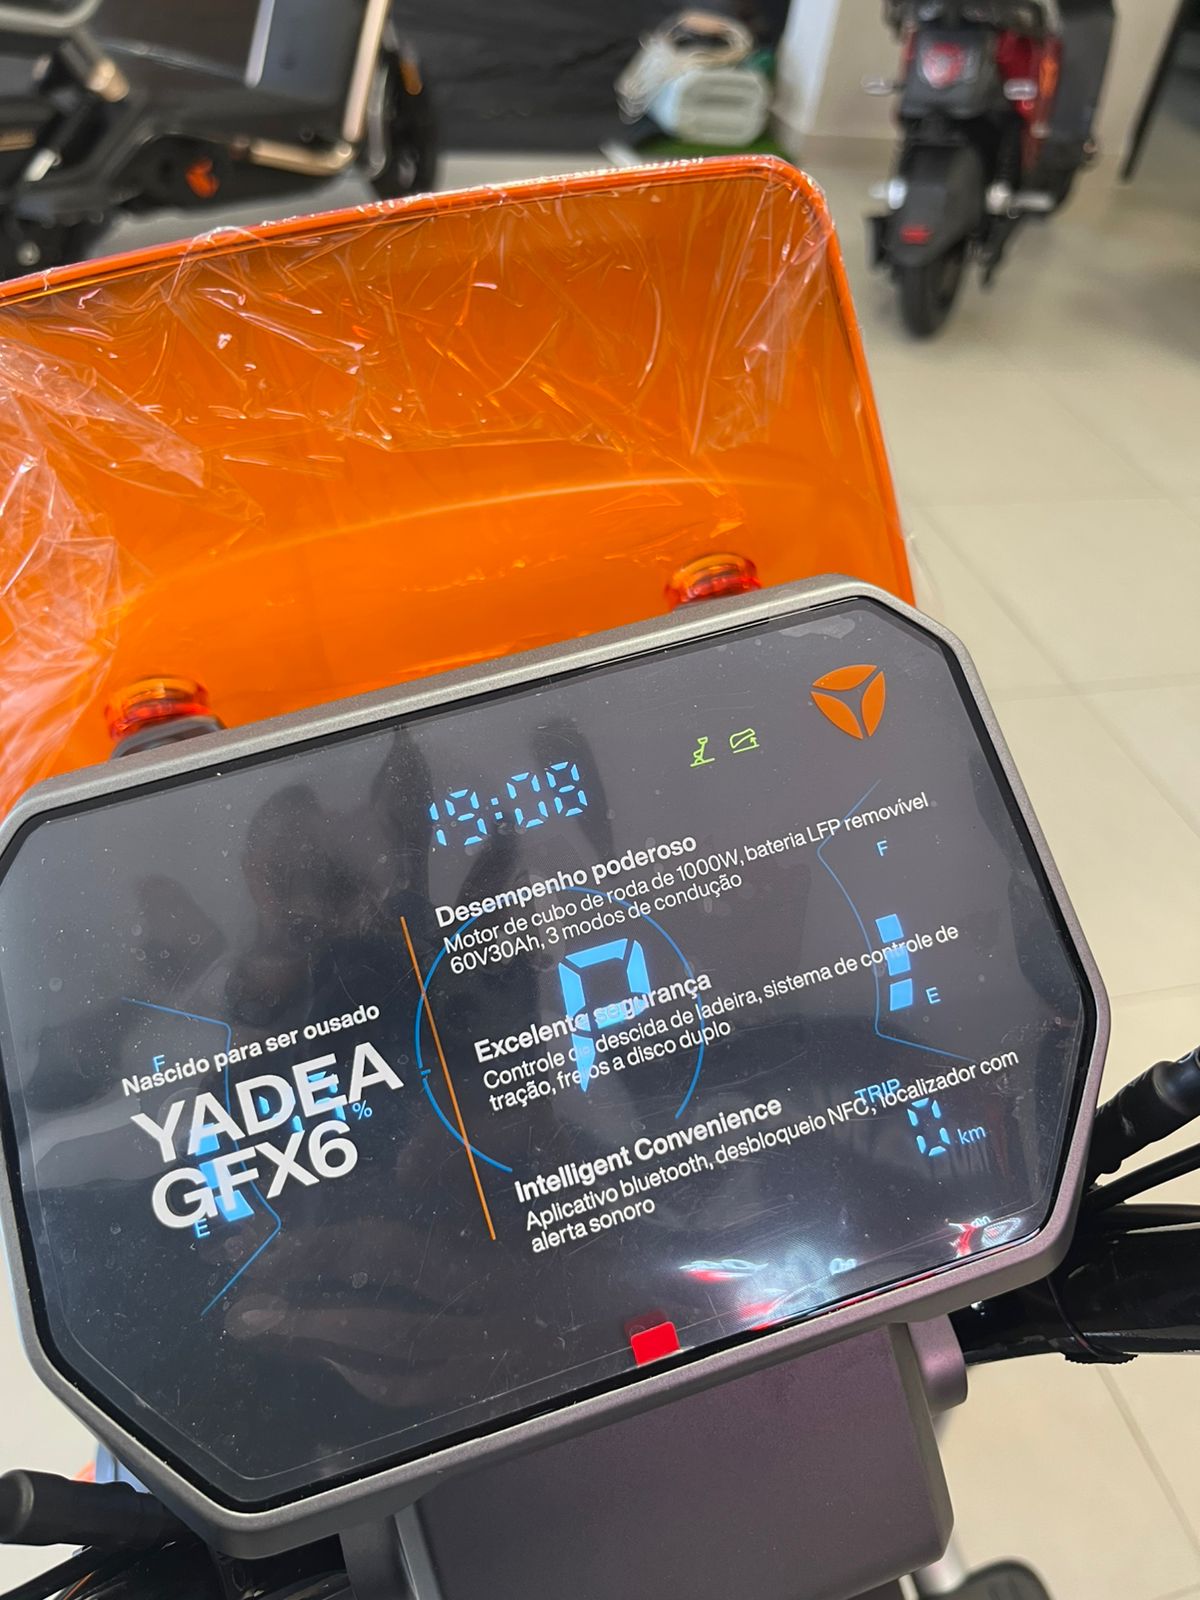 19:08
Desempenho poderoso
Motor de cubo de roda de 1000W, bateria LFP removível
60V30Ah, 3 modos de condução
F
P
E
Excelente segurança
Controle de descida de ladeira, sistema de controle de
tração, freios a disco duplo
Nascido para ser ousado
YADEA
GFX6
F
%
E
TRIP
0 km
Intelligent Convenience
Aplicativo bluetooth, desbloqueio NFC, localizador com
alerta sonoro